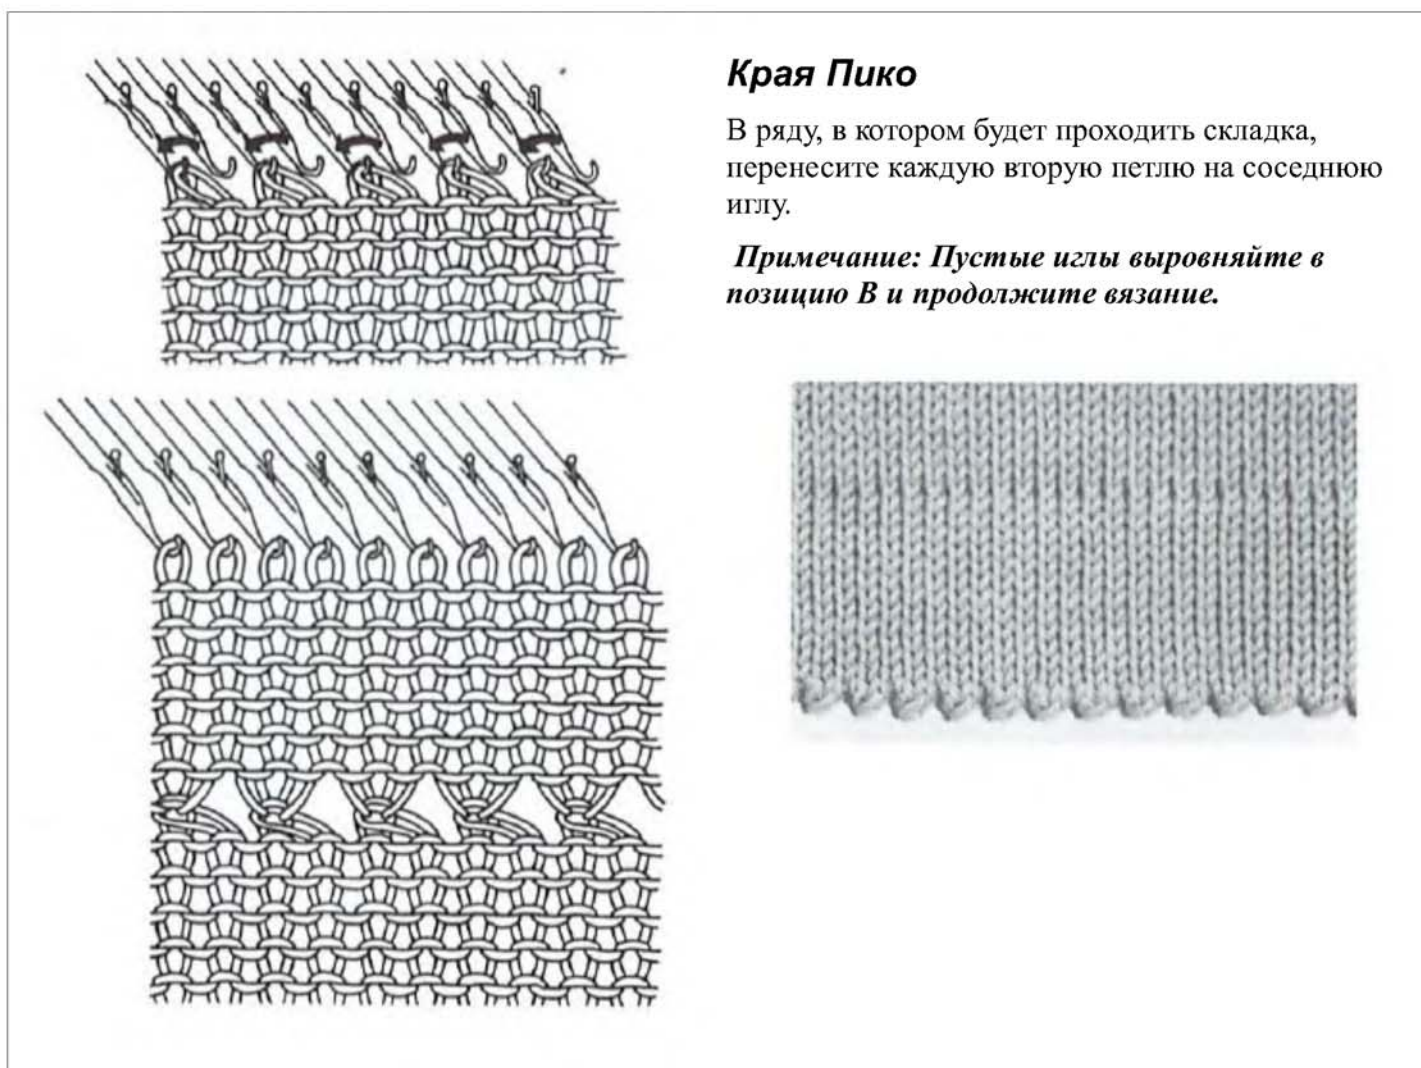 Края Пико
В ряду, в котором будет проходить складка,
перенесите каждую вторую петлю на соседнюю
иглу.
Примечание: Пустые иглы выровняйте в
позицию В и продолжите вязание.